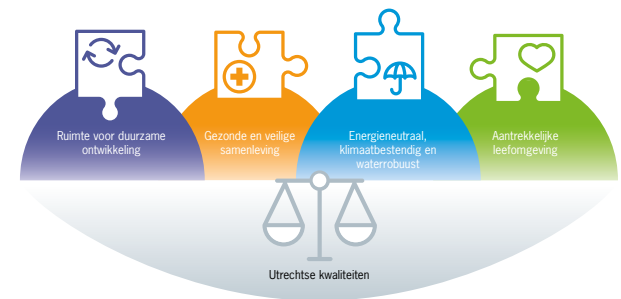 Ruimte voor duurzame
ontwikkeling
Gezonde en veilige
samenleving
Energieneutraal,
klimaatbestendig en
waterrobuust
Aantrekkelijke
leefomgeving
Utrechtse kwaliteiten